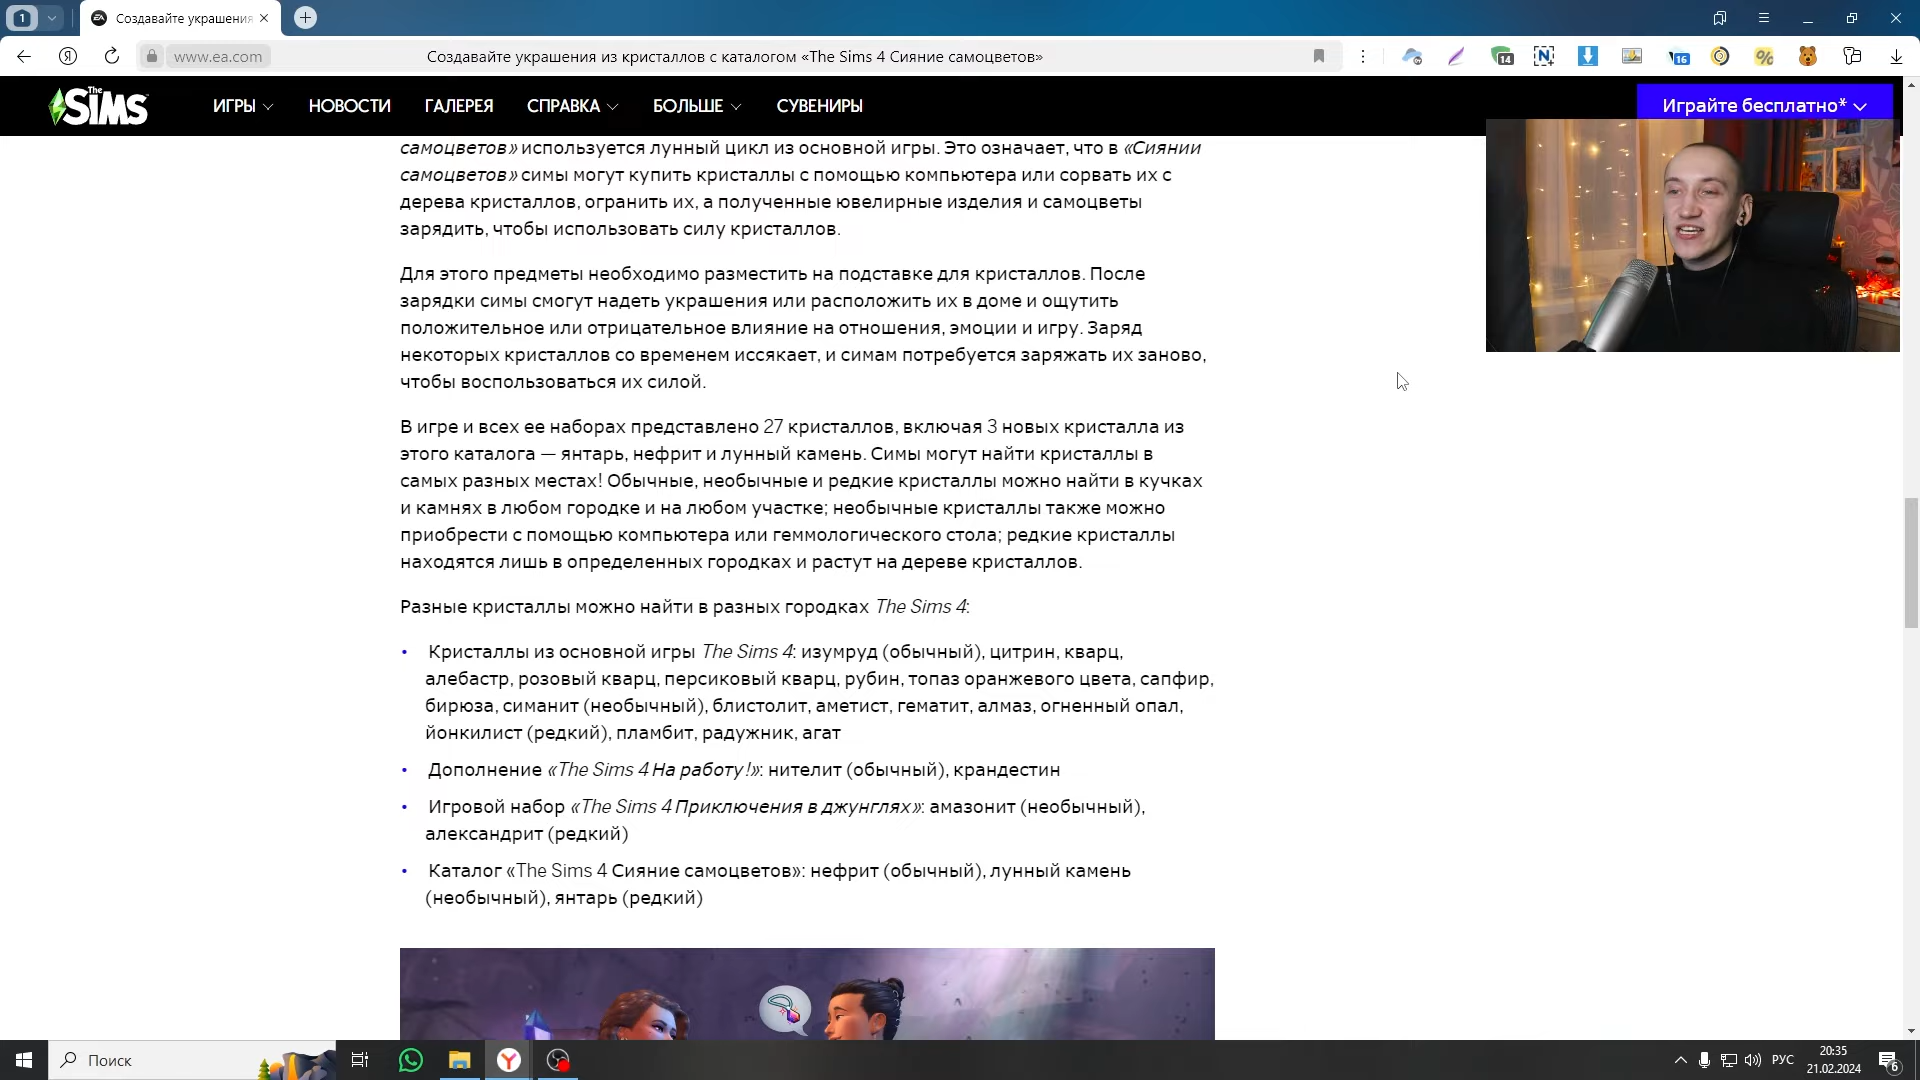 1
Создавайте украшения
www.ea.com
Создавайте украшения из кристаллов с каталогом «The Sims 4 Сияние самоцветов»
14
16
The Sims
ИГРЫ
НОВОСТИ
ГАЛЕРЕЯ
СПРАВКА
БОЛЬШЕ
СУВЕНИРЫ
Играйте бесплатно*
самоцветов» используется лунный цикл из основной игры. Это означает, что в «Сиянии
самоцветов» симы могут купить кристаллы с помощью компьютера или сорвать их с
дерева кристаллов, огранить их, а полученные ювелирные изделия и самоцветы
зарядить, чтобы использовать силу кристаллов.
Для этого предметы необходимо разместить на подставке для кристаллов. После
зарядки симы смогут надеть украшения или расположить их в доме и ощутить
положительное или отрицательное влияние на отношения, эмоции и игру. Заряд
некоторых кристаллов со временем иссякает, и симам потребуется заряжать их заново,
чтобы воспользоваться их силой.
В игре и всех ее наборах представлено 27 кристаллов, включая 3 новых кристалла из
этого каталога — янтарь, нефрит и лунный камень. Симы могут найти кристаллы в
самых разных местах! Обычные, необычные и редкие кристаллы можно найти в кучках
и камнях в любом городке и на любом участке; необычные кристаллы также можно
приобрести с помощью компьютера или геммологического стола; редкие кристаллы
находятся лишь в определенных городках и растут на дереве кристаллов.
Разные кристаллы можно найти в разных городках The Sims 4:
• Кристаллы из основной игры The Sims 4: изумруд (обычный), цитрин, кварц,
алебастр, розовый кварц, персиковый кварц, рубин, топаз оранжевого цвета, сапфир,
бирюза, симанит (необычный), блистолит, аметист, гематит, алмаз, огненный опал,
йонкилист (редкий), пламбит, радужник, агат
• Дополнение «The Sims 4 На работу!»: нителит (обычный), крандестин
• Игровой набор «The Sims 4 Приключения в джунглях»: амазонит (необычный),
александрит (редкий)
• Каталог «The Sims 4 Сияние самоцветов»: нефрит (обычный), лунный камень
(необычный), янтарь (редкий)
Поиск
РУС
20:35
21.02.2024
6